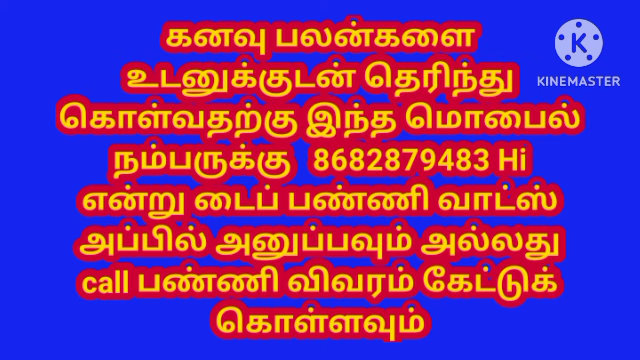 கனவு பலன்களை
உடனுக்குடன் தெரிந்து
கொள்வதற்கு இந்த மொபைல்
நம்பருக்கு 8682879483 Hi
என்று டைப் பண்ணி வாட்ஸ்
அப்பில் அனுப்பவும் அல்லது
call பண்ணி விவரம் கேட்டுக்
கொள்ளவும்
K
KINEMASTER